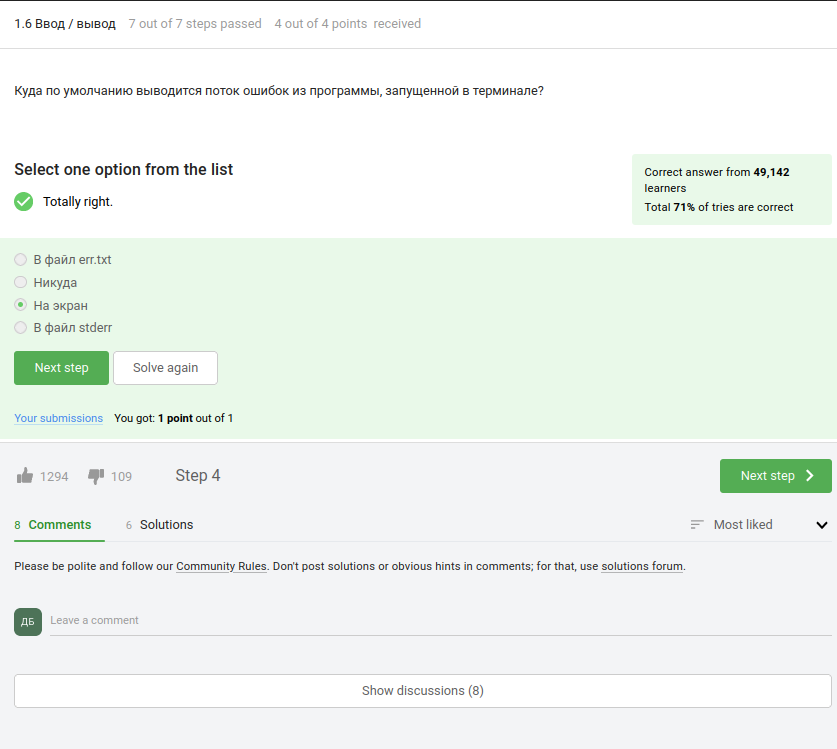 1.6 Ввод / вывод 7 out of 7 steps passed 4 out of 4 points received
Куда по умолчанию выводится поток ошибок из программы, запущенной в терминале?
Select one option from the list
Totally right.
Correct answer from 49,142
learners
Total 71% of tries are correct
В файл err.txt
Никуда
На экран
В файл stderr
Next step Solve again
Your submissions You got: 1 point out of 1
1294 109 Step 4 Next step
8 Comments 6 Solutions Most liked
Please be polite and follow our Community Rules. Don't post solutions or obvious hints in comments; for that, use solutions forum.
ДБ Leave a comment
Show discussions (8)